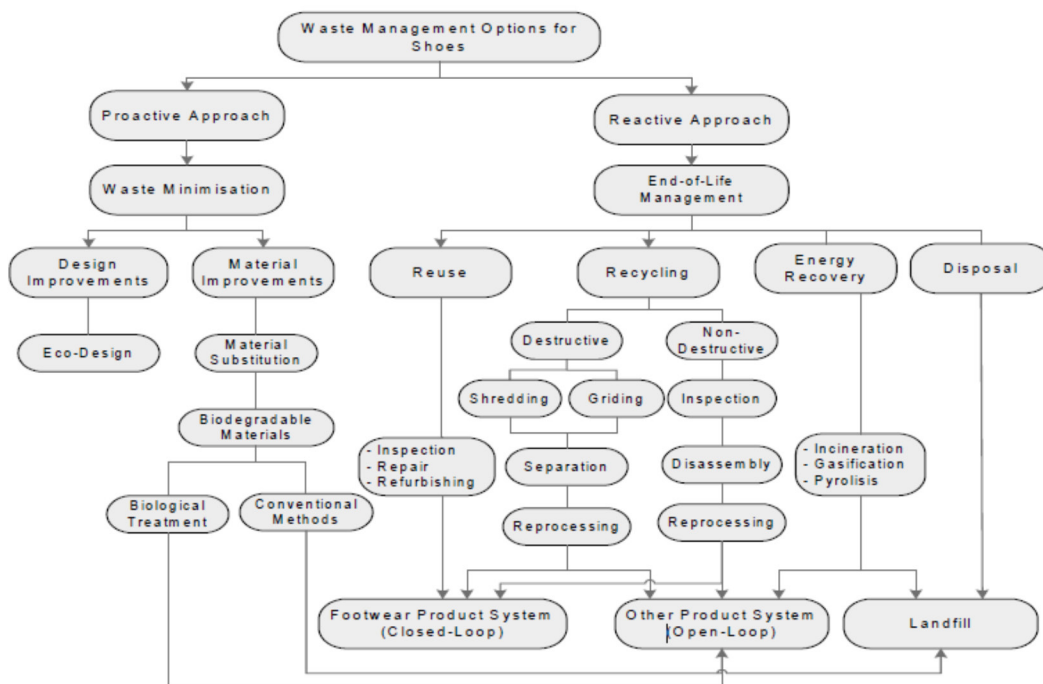 Waste Management Options for
Shoes
Proactive Approach
Reactive Approach
Waste Minimisation
End-of-Life
Management
Design
Improvements
Material
Improvements
Reuse
Recycling
Energy
Recovery
Disposal
Eco-Design
Material
Substitution
Destructive
Non-
Destructive
Shredding
Griding
Inspection
Biodegradable
Materials
- Inspection
- Repair
- Refurbishing
Separation
Disassembly
- Incineration
- Gasification
- Pyrolisis
Biological
Treatment
Conventional
Methods
Reprocessing
Reprocessing
Footwear Product System
(Closed-Loop)
Other Product System
(Open-Loop)
Landfill